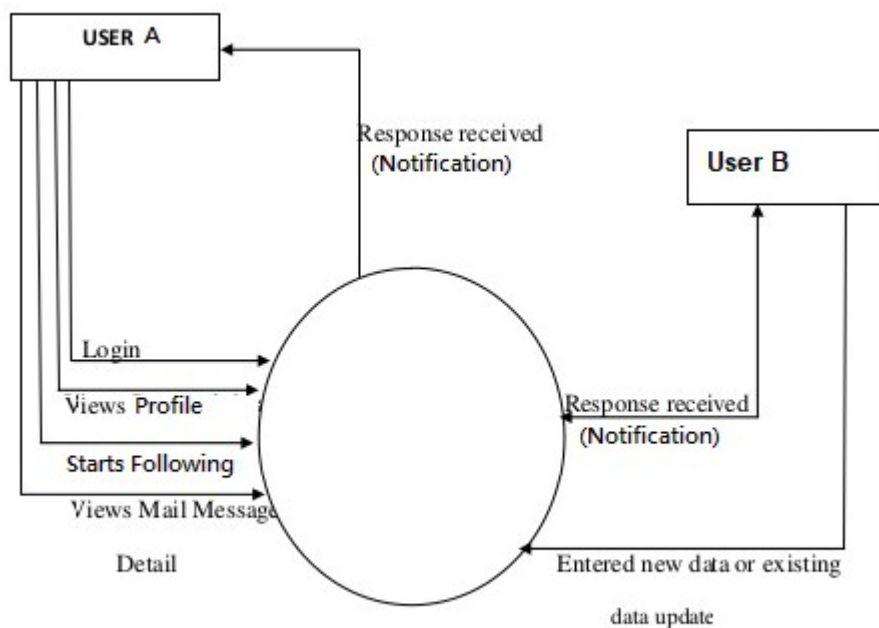 USER A
Response received
(Notification)
User B
Login
Views Profile
Starts Following
Views Mail Message
Detail
Response received
(Notification)
Entered new data or existing
data update